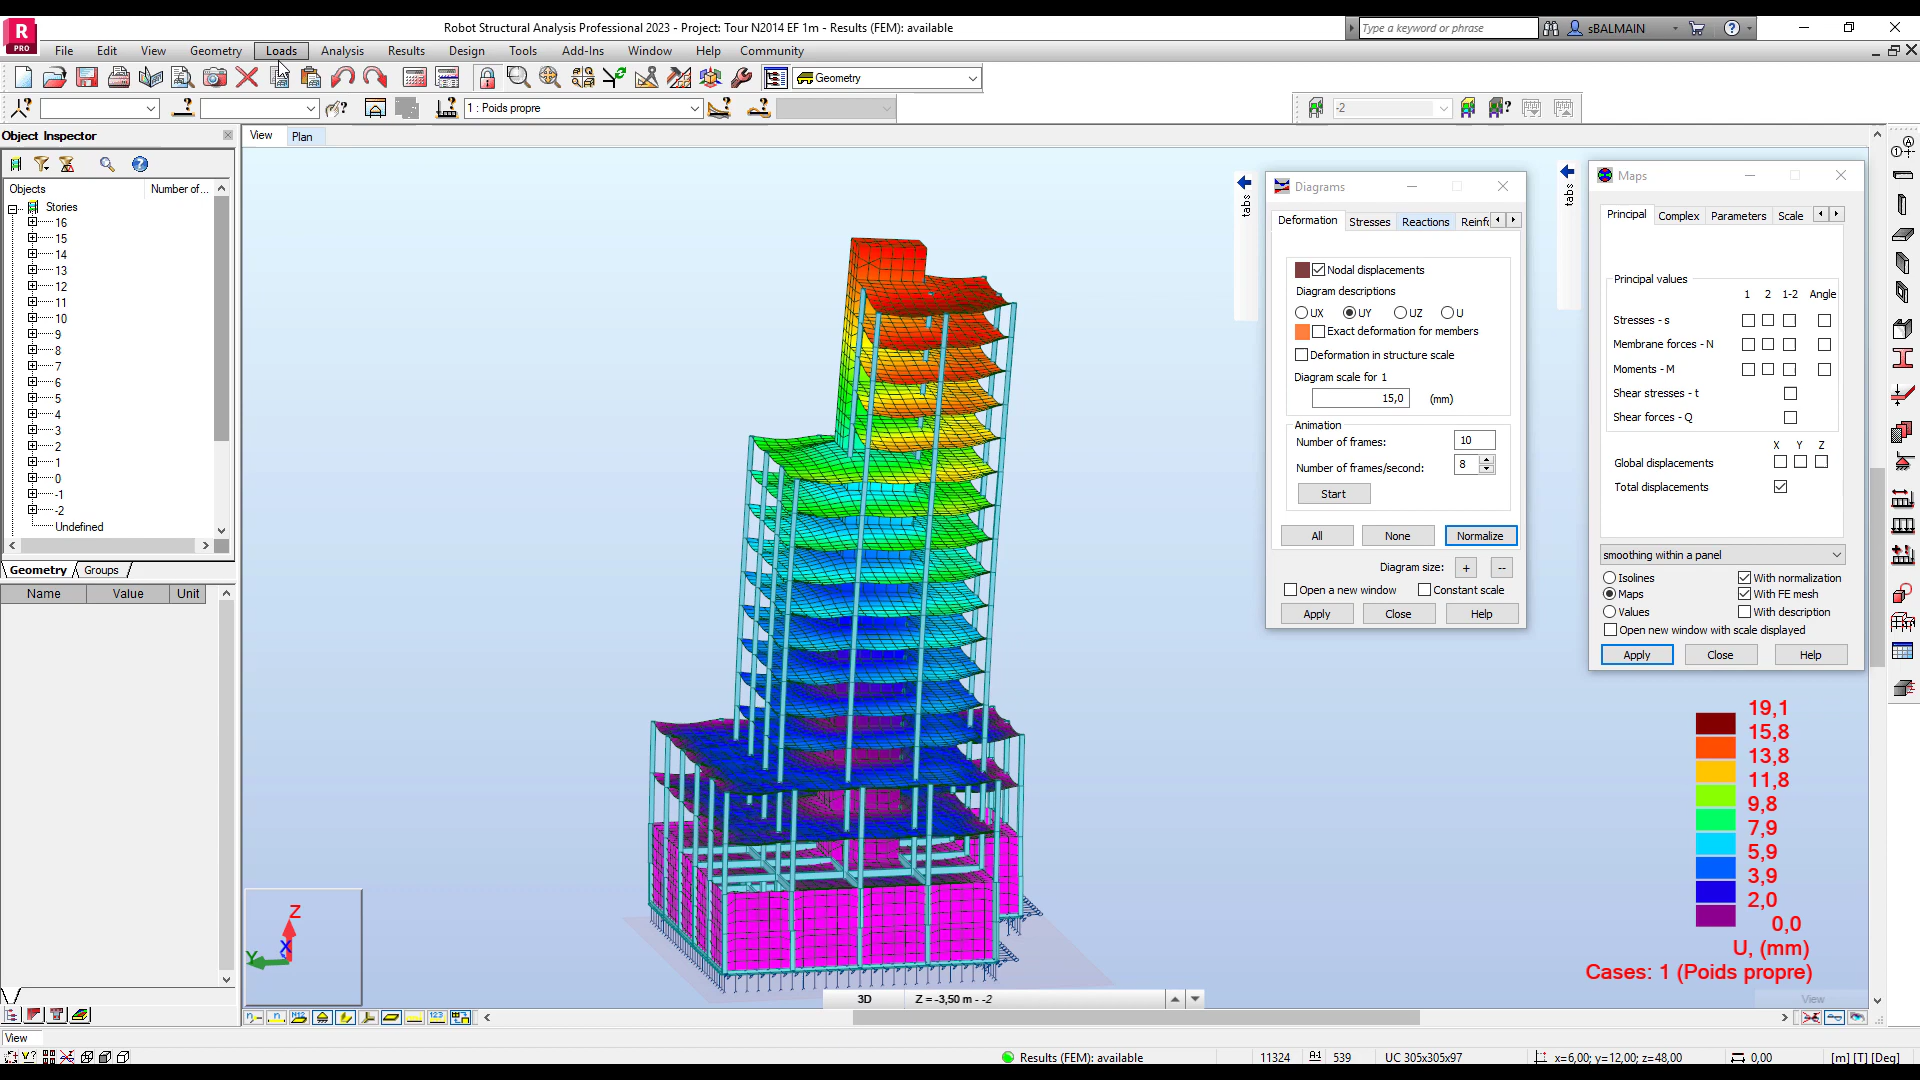 Robot Structural Analysis Professional 2023 - Project: Tour N2014 EF 1m - Results (FEM): available
Type a keyword or phrase
sBALMAIN
R
PRO
File Edit View Geometry Loads Analysis Results Design Tools Add-Ins Window Help Community
Geometry
1 : Poids propre
-2
Object Inspector
View Plan
Objects Number of...
Stories
16
15
14
13
12
11
10
9
8
7
6
5
4
3
2
1
0
-1
-2
Undefined
Geometry Groups
Name Value Unit
tabs
Diagrams
Deformation Stresses Reactions Reinfo
Nodal displacements
Diagram descriptions
UX UY UZ U
Exact deformation for members
Deformation in structure scale
Diagram scale for 1
15,0 (mm)
Animation
Number of frames: 10
Number of frames/second: 8
Start
All None Normalize
Diagram size: + --
Open a new window Constant scale
Apply Close Help
tabs
Maps
Principal Complex Parameters Scale
Principal values
1 2 1-2 Angle
Stresses - s
Membrane forces - N
Moments - M
Shear stresses - t
Shear forces - Q
X Y Z
Global displacements
Total displacements
smoothing within a panel
Isolines With normalization
Maps With FE mesh
Values With description
Open new window with scale displayed
Apply Close Help
19,1
15,8
13,8
11,8
9,8
7,9
5,9
3,9
2,0
0,0
U, (mm)
Cases: 1 (Poids propre)
Z
X
Y
3D Z = -3,50 m - -2
View
View
Results (FEM): available 11324 539 UC 305x305x97 x=6,00; y=12,00; z=48,00 0,00 [m] [T] [Deg]